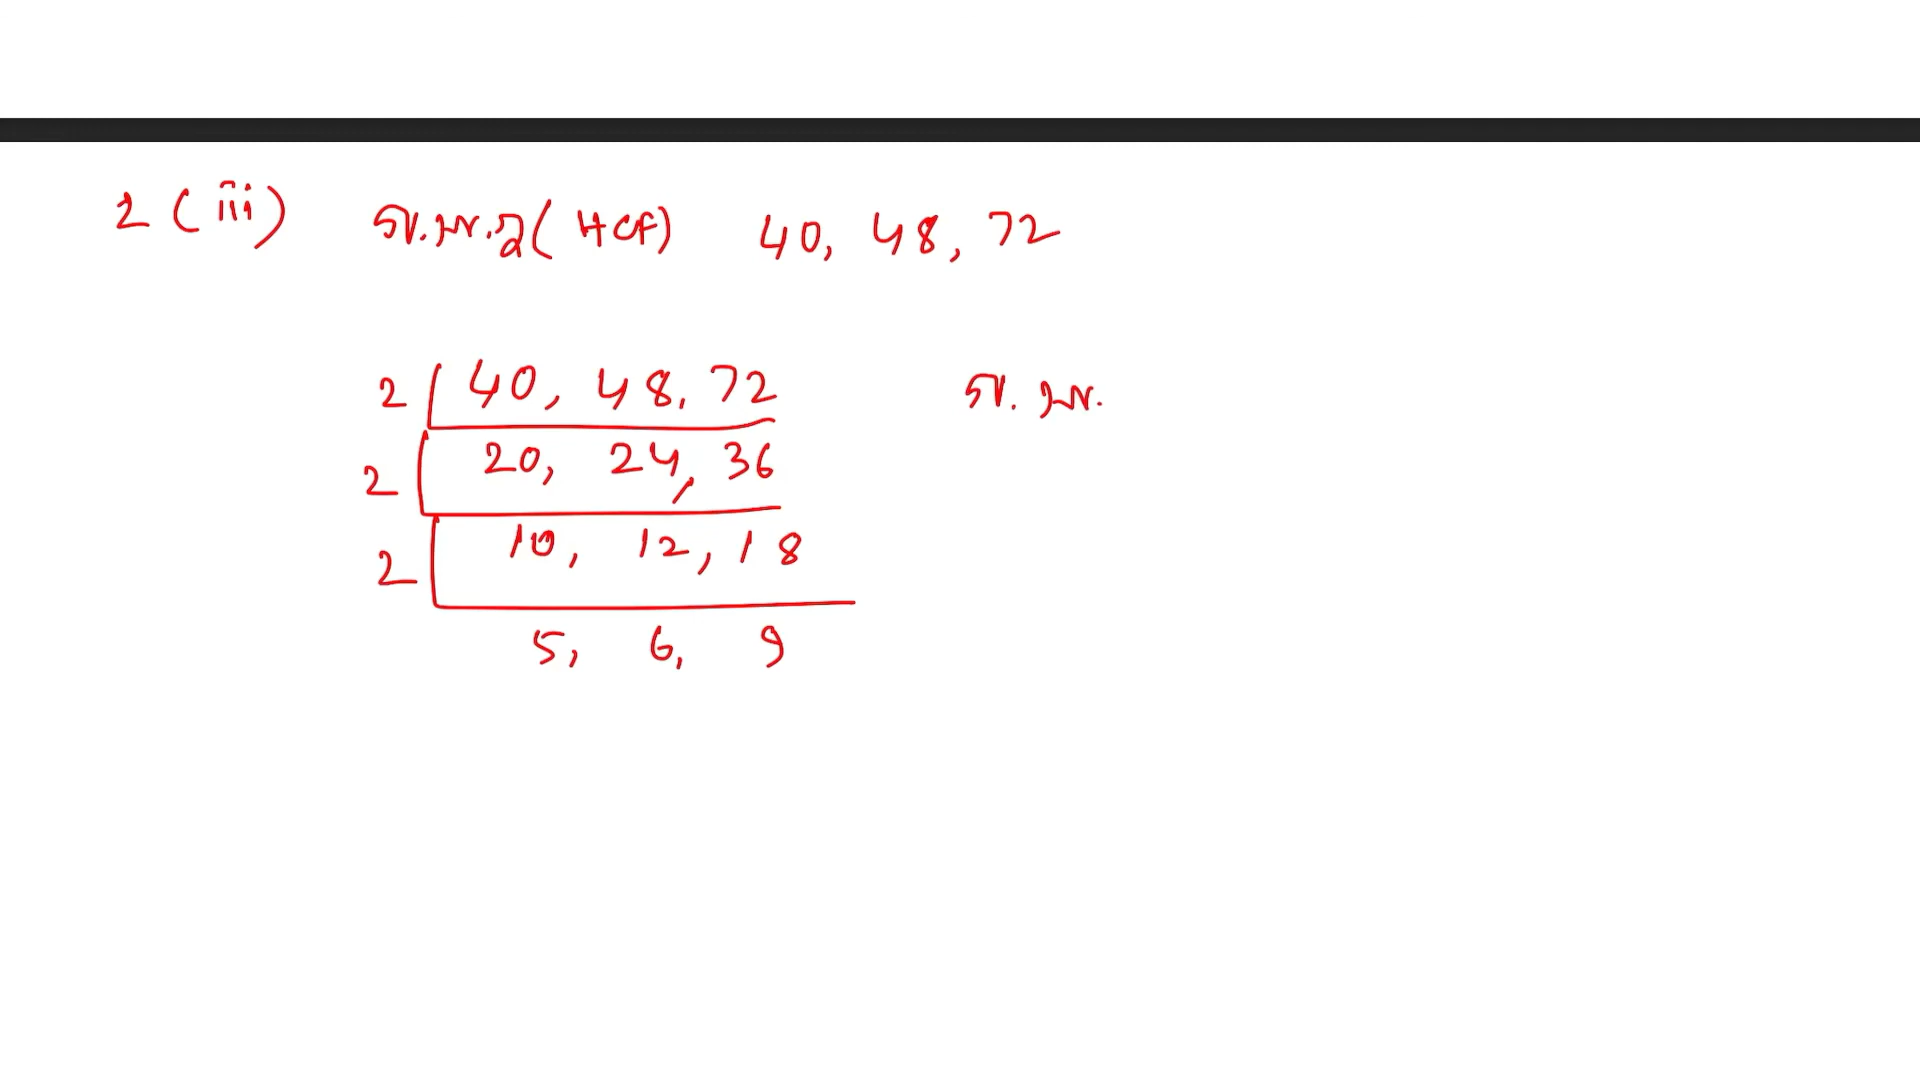 2 (iii) গ.সা.উ (HCF) 40, 48, 72
2 40, 48, 72 গ. সা.
2 20, 24, 36
2 10, 12, 18
5, 6, 9